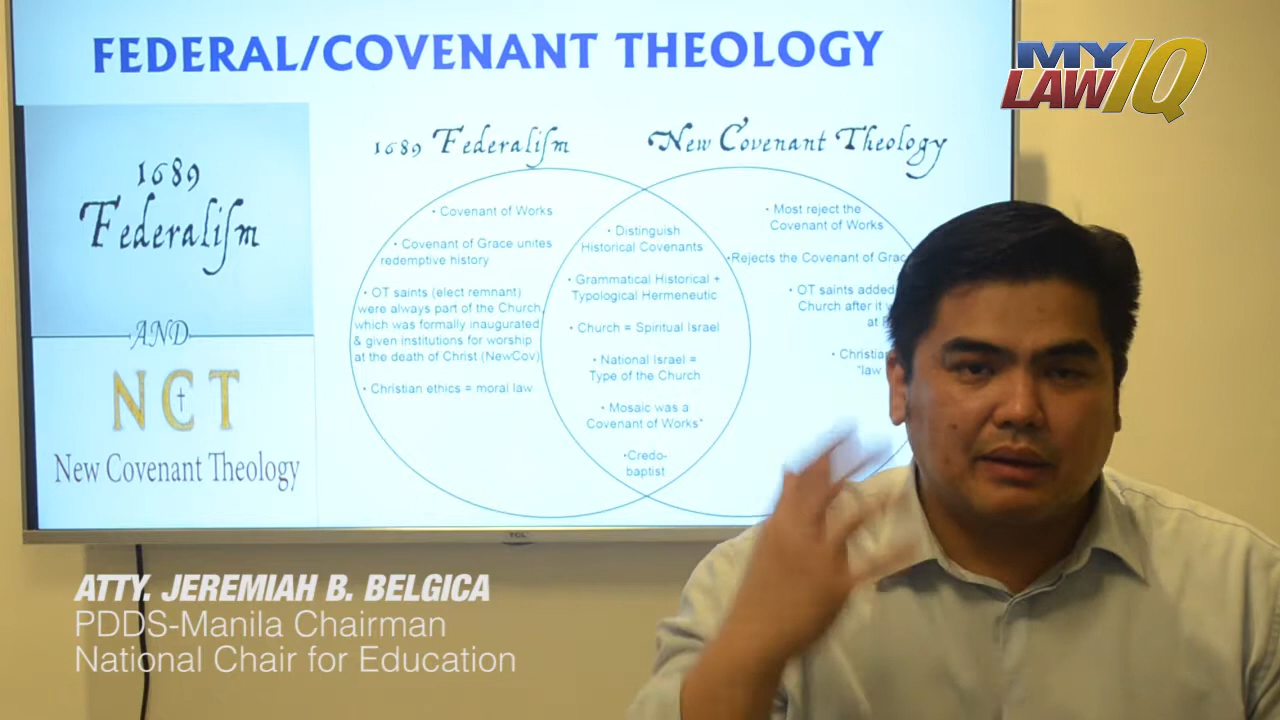 FEDERAL/COVENANT THEOLOGY
MY
LAW IQ
1689
Federaliſm
AND
NCT
New Covenant Theology
1689 Federaliſm
New Covenant Theology
• Covenant of Works
• Covenant of Grace unites
redemptive history
• OT saints (elect remnant)
were always part of the Church,
which was formally inaugurated
& given institutions for worship
at the death of Christ (NewCov)
• Christian ethics = moral law
• Distinguish
Historical Covenants
• Grammatical Historical +
Typological Hermeneutic
• Church = Spiritual Israel
• National Israel =
Type of the Church
• Mosaic was a
Covenant of Works*
•Credo-
baptist
• Most reject the
Covenant of Works
•Rejects the Covenant of Grac
• OT saints added
Church after it
at
• Christia
"law
TCL
ATTY. JEREMIAH B. BELGICA
PDDS-Manila Chairman
National Chair for Education